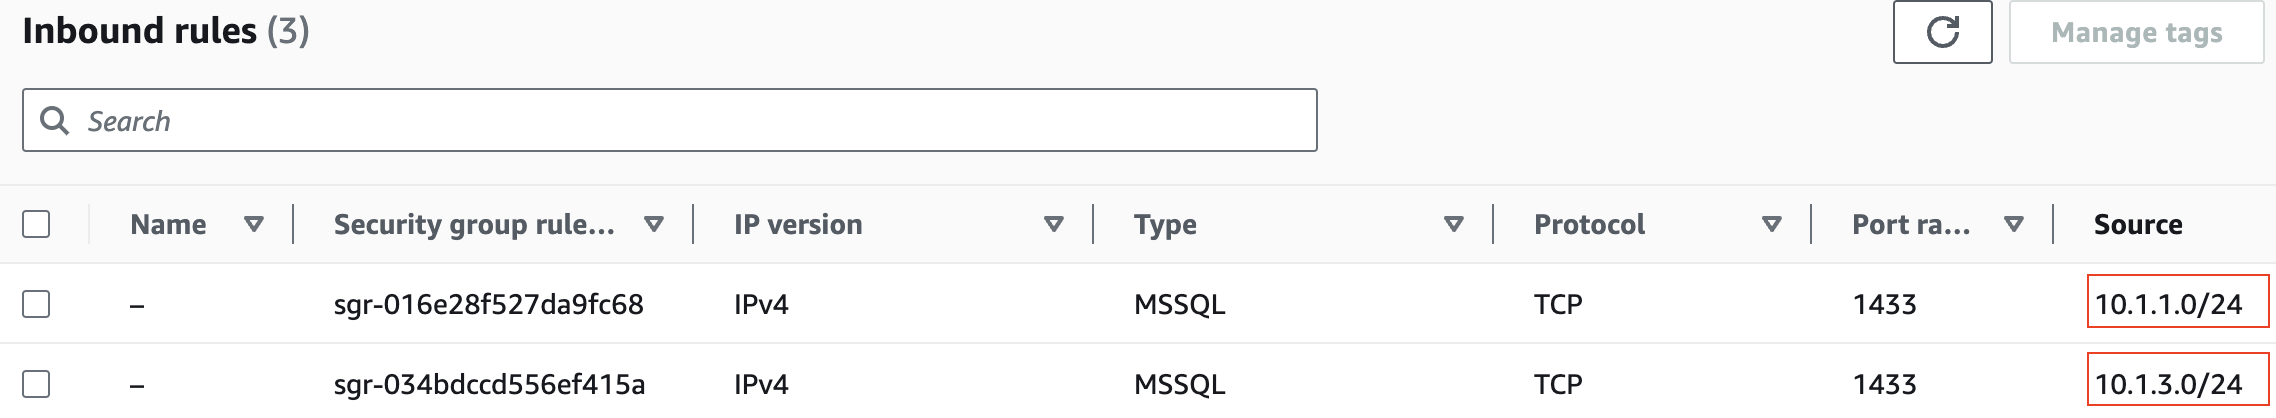 Inbound rules (3)
Manage tags
Search
Name Security group rule... IP version Type Protocol Port ra... Source
– sgr-016e28f527da9fc68 IPv4 MSSQL TCP 1433 10.1.1.0/24
– sgr-034bdccd556ef415a IPv4 MSSQL TCP 1433 10.1.3.0/24